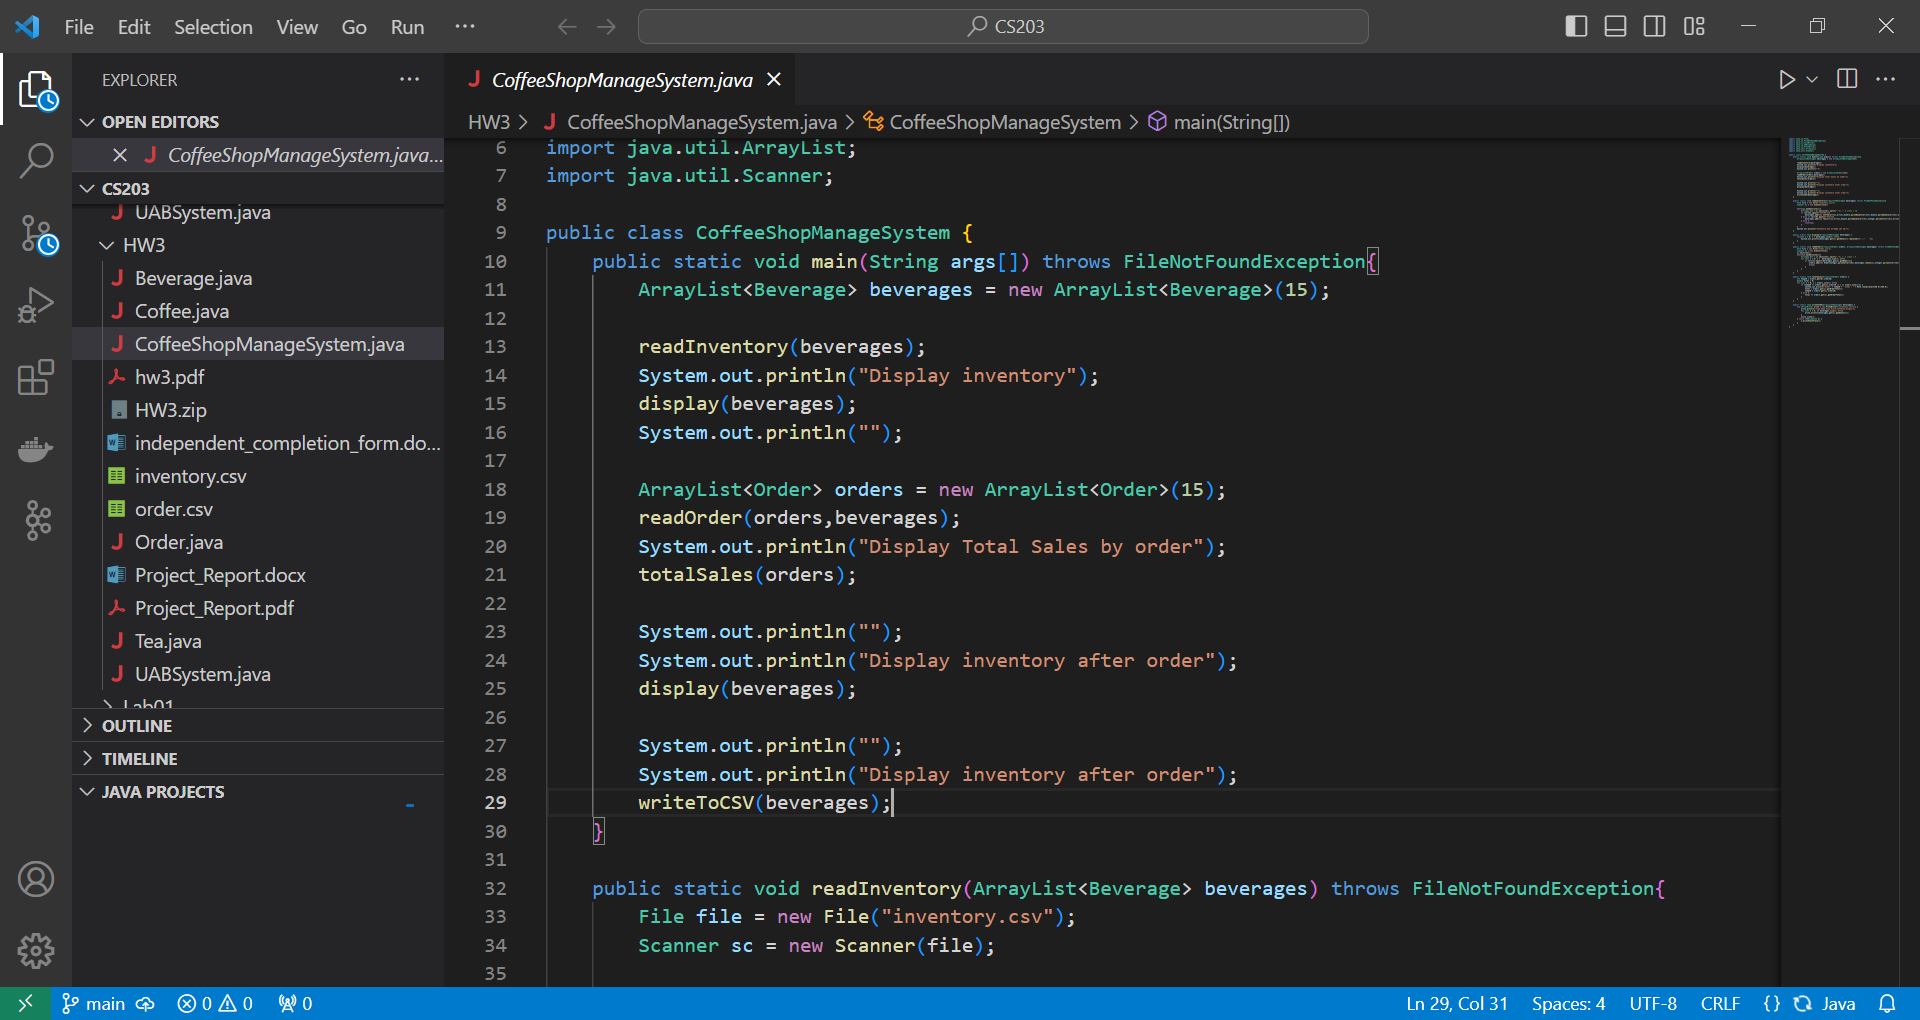 File Edit Selection View Go Run ··· CS203
EXPLORER ···
OPEN EDITORS
CoffeeShopManageSystem.java...
CS203
UABSystem.java
HW3
Beverage.java
Coffee.java
CoffeeShopManageSystem.java
hw3.pdf
HW3.zip
independent_completion_form.do...
inventory.csv
order.csv
Order.java
Project_Report.docx
Project_Report.pdf
Tea.java
UABSystem.java
Lab01
OUTLINE
TIMELINE
JAVA PROJECTS
CoffeeShopManageSystem.java
HW3 > CoffeeShopManageSystem.java > CoffeeShopManageSystem > main(String[])
6 import java.util.ArrayList;
7 import java.util.Scanner;
8
9 public class CoffeeShopManageSystem {
10 public static void main(String args[]) throws FileNotFoundException{
11 ArrayList<Beverage> beverages = new ArrayList<Beverage>(15);
12
13 readInventory(beverages);
14 System.out.println("Display inventory");
15 display(beverages);
16 System.out.println("");
17
18 ArrayList<Order> orders = new ArrayList<Order>(15);
19 readOrder(orders,beverages);
20 System.out.println("Display Total Sales by order");
21 totalSales(orders);
22
23 System.out.println("");
24 System.out.println("Display inventory after order");
25 display(beverages);
26
27 System.out.println("");
28 System.out.println("Display inventory after order");
29 writeToCSV(beverages);
30 }
31
32 public static void readInventory(ArrayList<Beverage> beverages) throws FileNotFoundException{
33 File file = new File("inventory.csv");
34 Scanner sc = new Scanner(file);
35
main 0 0 0 Ln 29, Col 31 Spaces: 4 UTF-8 CRLF {} Java